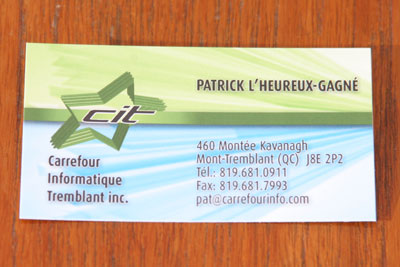 cit
PATRICK L'HEUREUX-GAGNÉ
Carrefour
Informatique
Tremblant inc.
460 Montée Kavanagh
Mont-Tremblant (QC) J8E 2P2
Tél.: 819.681.0911
Fax: 819.681.7993
pat@carrefourinfo.com